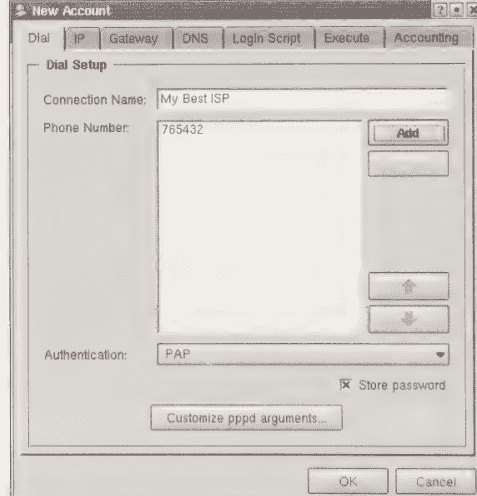 New Account
Dial IP Gateway DNS Login Script Execute Accounting
Dial Setup
Connection Name: My Best ISP
Phone Number: 765432 Add
Authentication: PAP
Store password
Customize pppd arguments...
OK Cancel